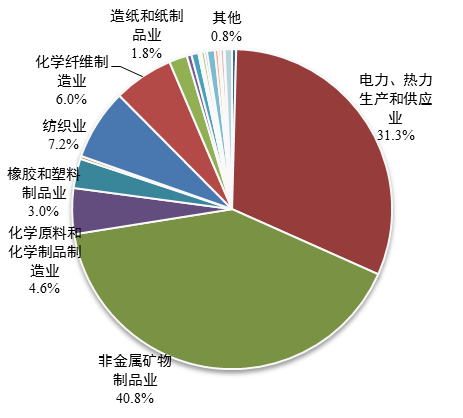 造纸和纸制
品业
1.8%
其他
0.8%
化学纤维制
造业
6.0%
电力、热力
生产和供应
业
31.3%
纺织业
7.2%
橡胶和塑料
制品业
3.0%
化学原料和
化学制品制
造业
4.6%
非金属矿物
制品业
40.8%